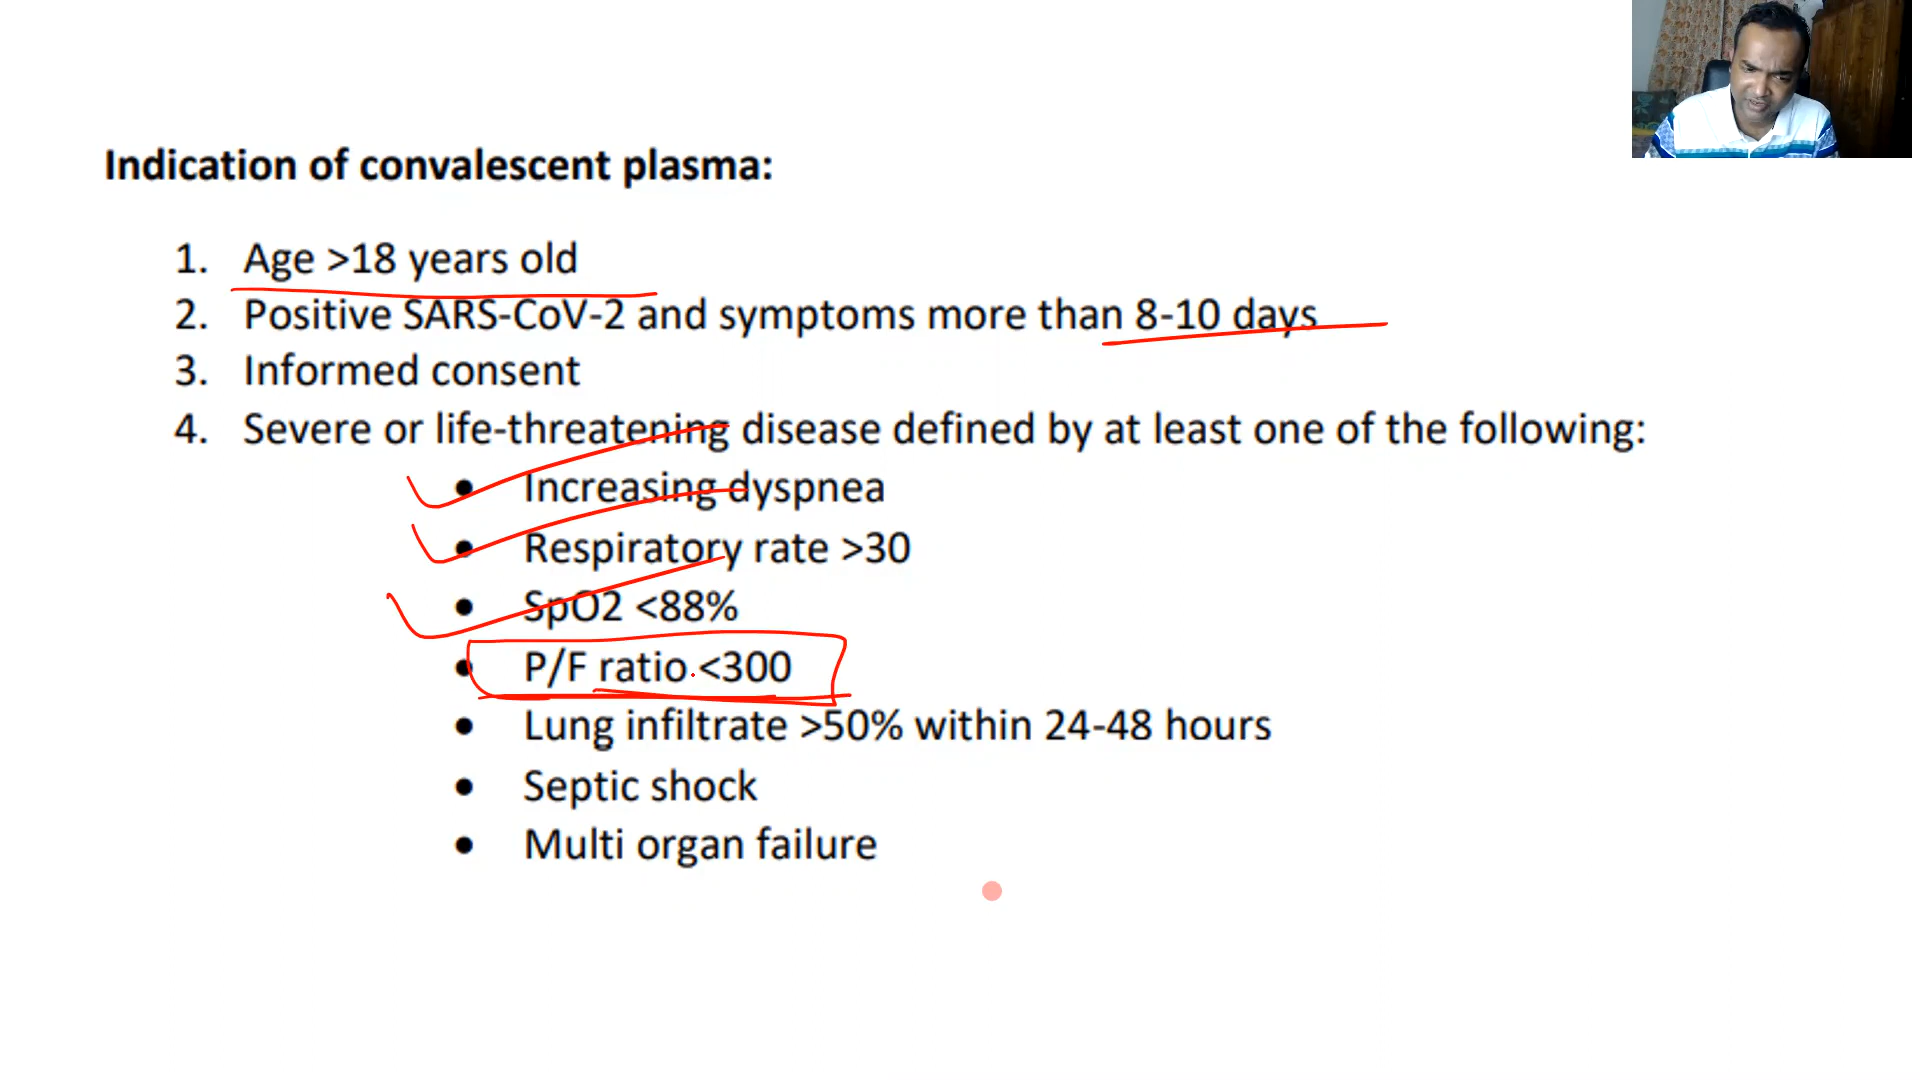 Indication of convalescent plasma:
1. Age >18 years old
2. Positive SARS-CoV-2 and symptoms more than 8-10 days
3. Informed consent
4. Severe or life-threatening disease defined by at least one of the following:
• Increasing dyspnea
• Respiratory rate >30
• SpO2 <88%
• P/F ratio <300
• Lung infiltrate >50% within 24-48 hours
• Septic shock
• Multi organ failure